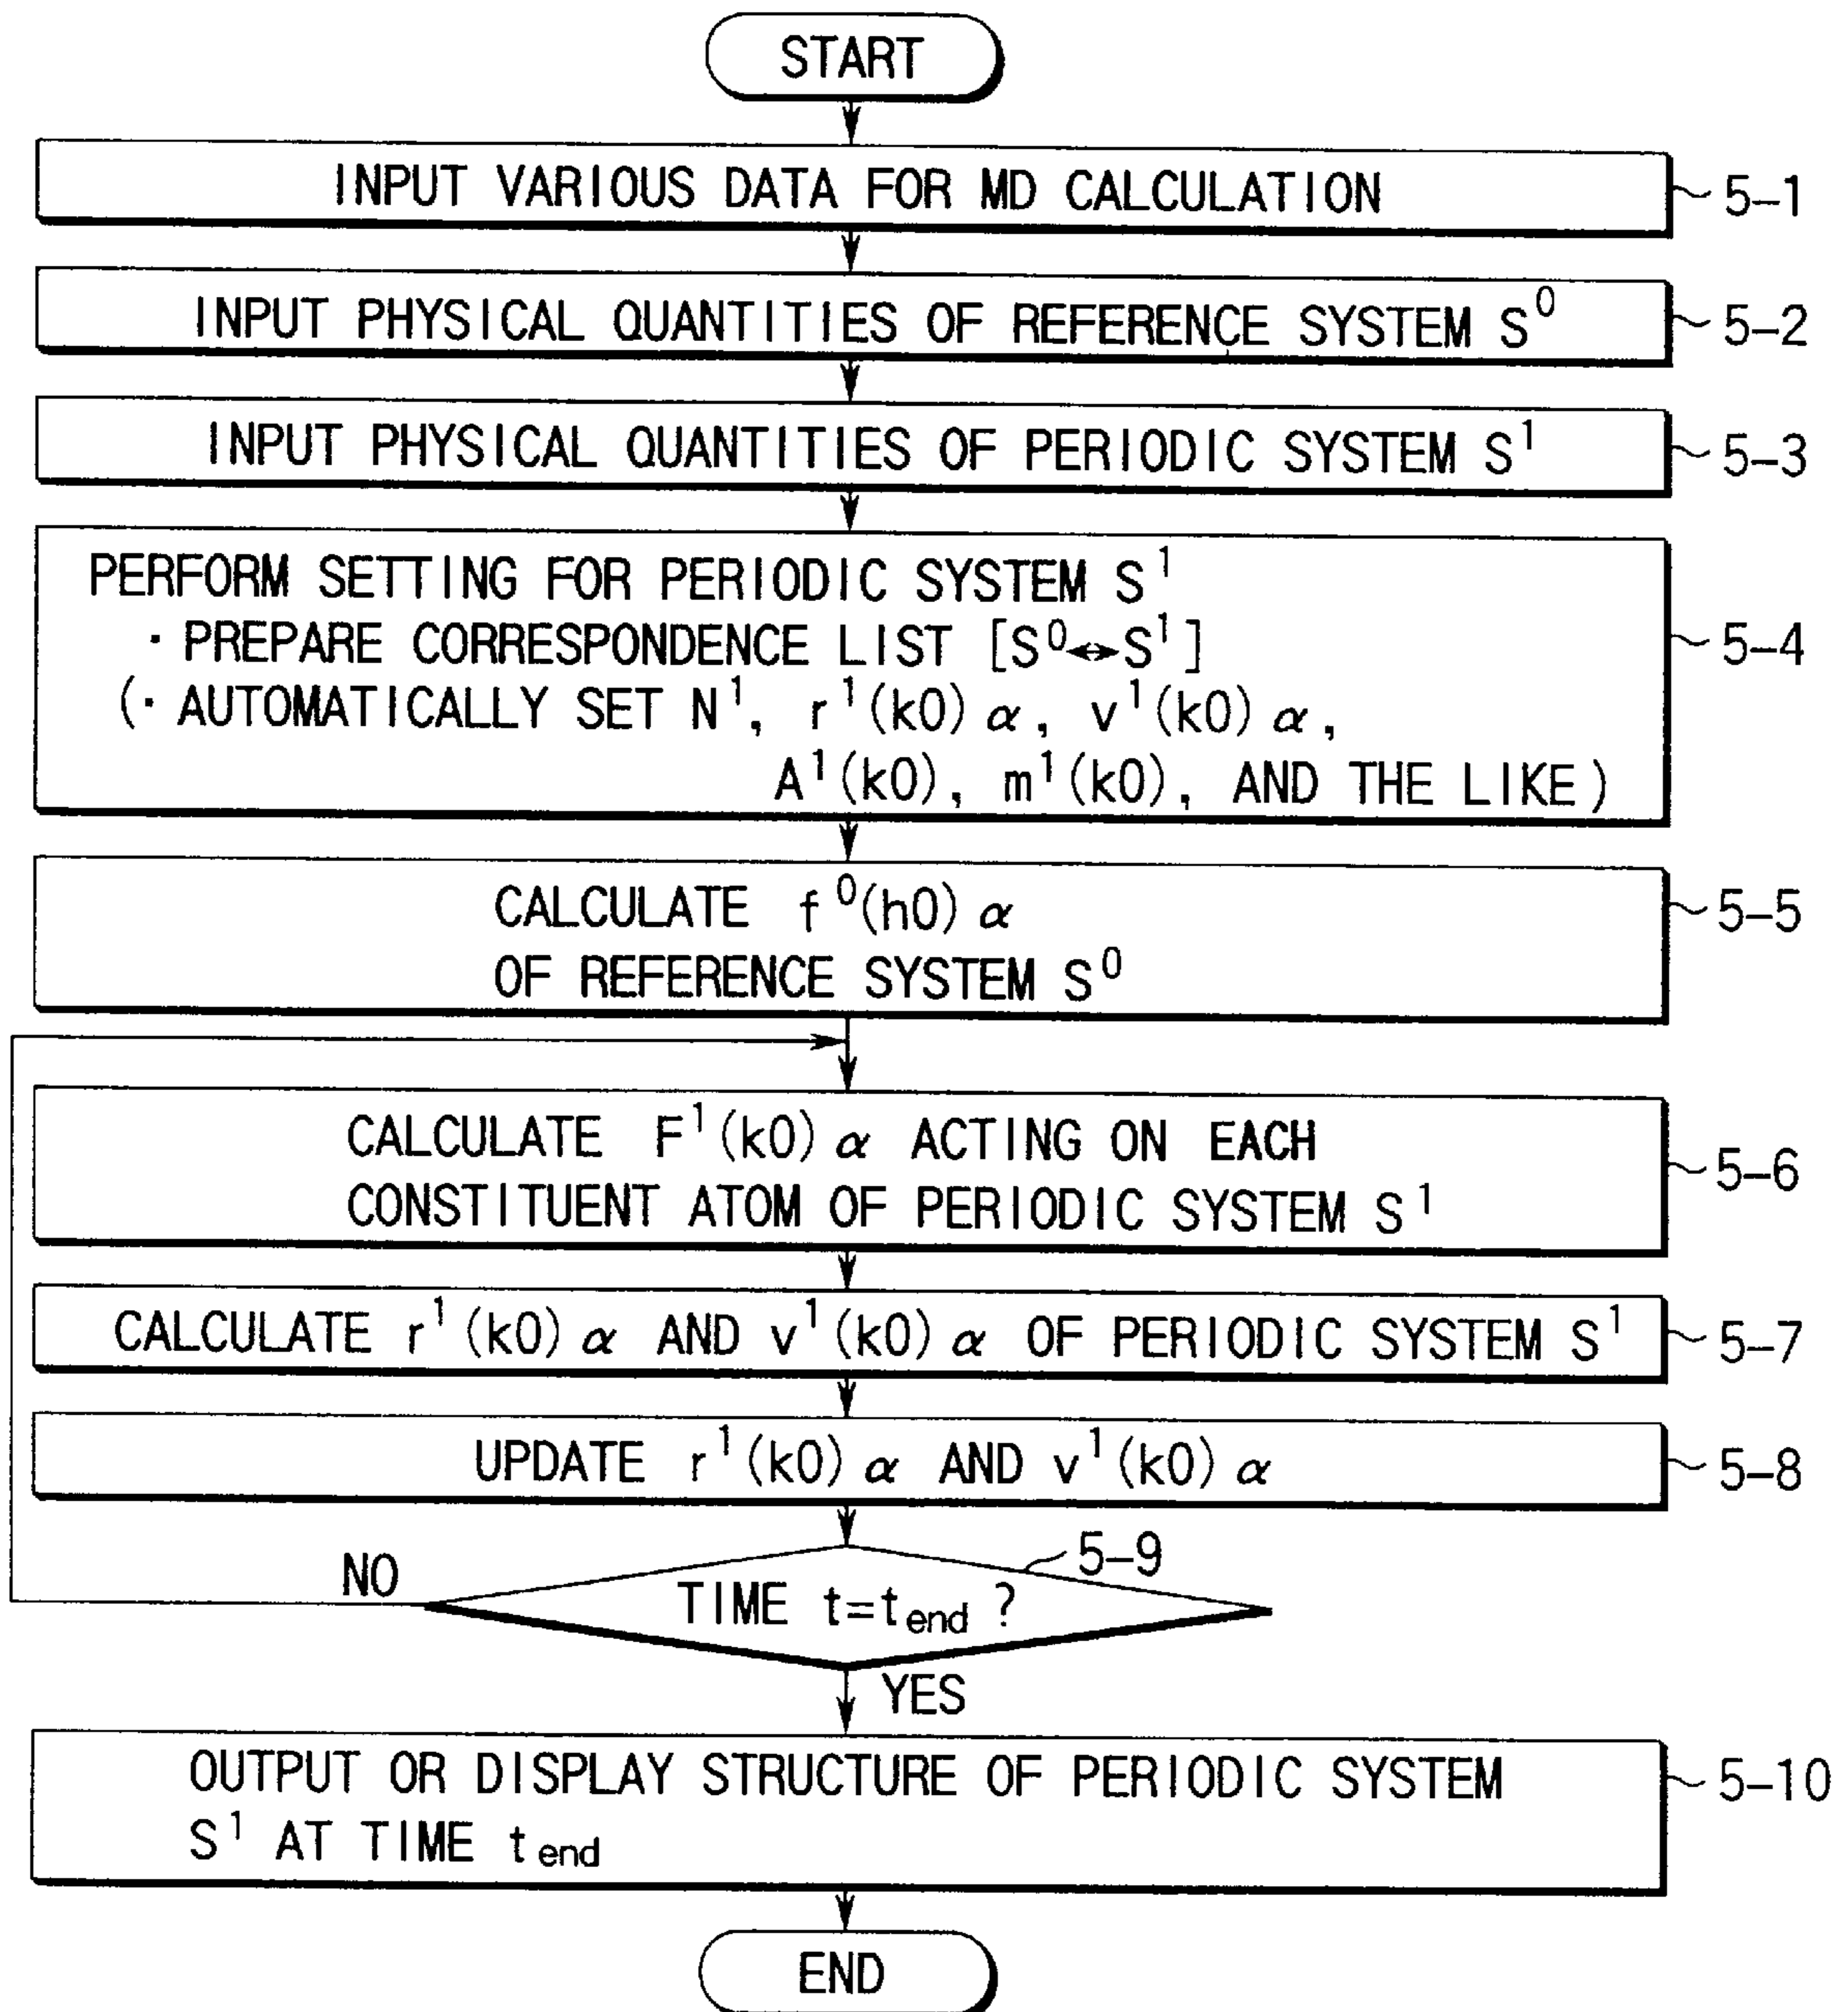 START
INPUT VARIOUS DATA FOR MD CALCULATION
5-1
INPUT PHYSICAL QUANTITIES OF REFERENCE SYSTEM S⁰
5-2
INPUT PHYSICAL QUANTITIES OF PERIODIC SYSTEM S¹
5-3
PERFORM SETTING FOR PERIODIC SYSTEM S¹
· PREPARE CORRESPONDENCE LIST [S⁰↔S¹]
(· AUTOMATICALLY SET N¹, r¹(k0)α, v¹(k0)α,
A¹(k0), m¹(k0), AND THE LIKE)
5-4
CALCULATE f⁰(h0)α
OF REFERENCE SYSTEM S⁰
5-5
CALCULATE F¹(k0)α ACTING ON EACH
CONSTITUENT ATOM OF PERIODIC SYSTEM S¹
5-6
CALCULATE r¹(k0)α AND v¹(k0)α OF PERIODIC SYSTEM S¹
5-7
UPDATE r¹(k0)α AND v¹(k0)α
5-8
NO
5-9
TIME t=t_end ?
YES
OUTPUT OR DISPLAY STRUCTURE OF PERIODIC SYSTEM
S¹ AT TIME t_end
5-10
END